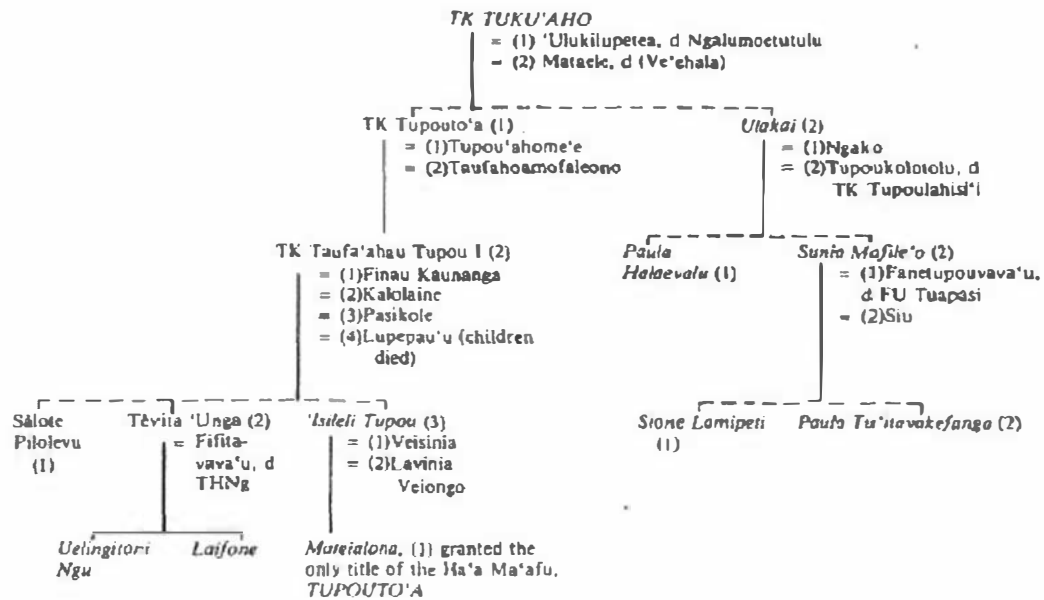 TK TUKU'AHO
= (1) 'Ulukilupetea, d Ngalumoetutulu
= (2) Mataele, d (Ve'ehala)
TK Tupouto'a (1)
= (1)Tupou'ahome'e
= (2)Taufahoamofaleono
Ulakai (2)
= (1)Ngako
= (2)Tupoukolotolu, d
TK Tupoulahisi'i
TK Taufa'ahau Tupou I (2)
= (1)Finau Kaunanga
= (2)Kalolaine
= (3)Pasikole
= (4)Lupepau'u (children
died)
Paula
Halaevalu (1)
Sunia Mafile'o (2)
= (1)Fanetupouvava'u,
d FU Tuapasi
= (2)Siu
Sālote
Pilolevu
(1)
Tēvita 'Unga (2)
= Fifita-
vava'u, d
THNg
'Isileli Tupou (3)
= (1)Veisinia
= (2)Lavinia
Veiongo
Sione Lamipeti
(1)
Paula Tu'itavakefanga (2)
Uelingitoni
Ngu
Laifone
Mateialona, (1) granted the
only title of the Ha'a Ma'afu,
TUPOUTO'A